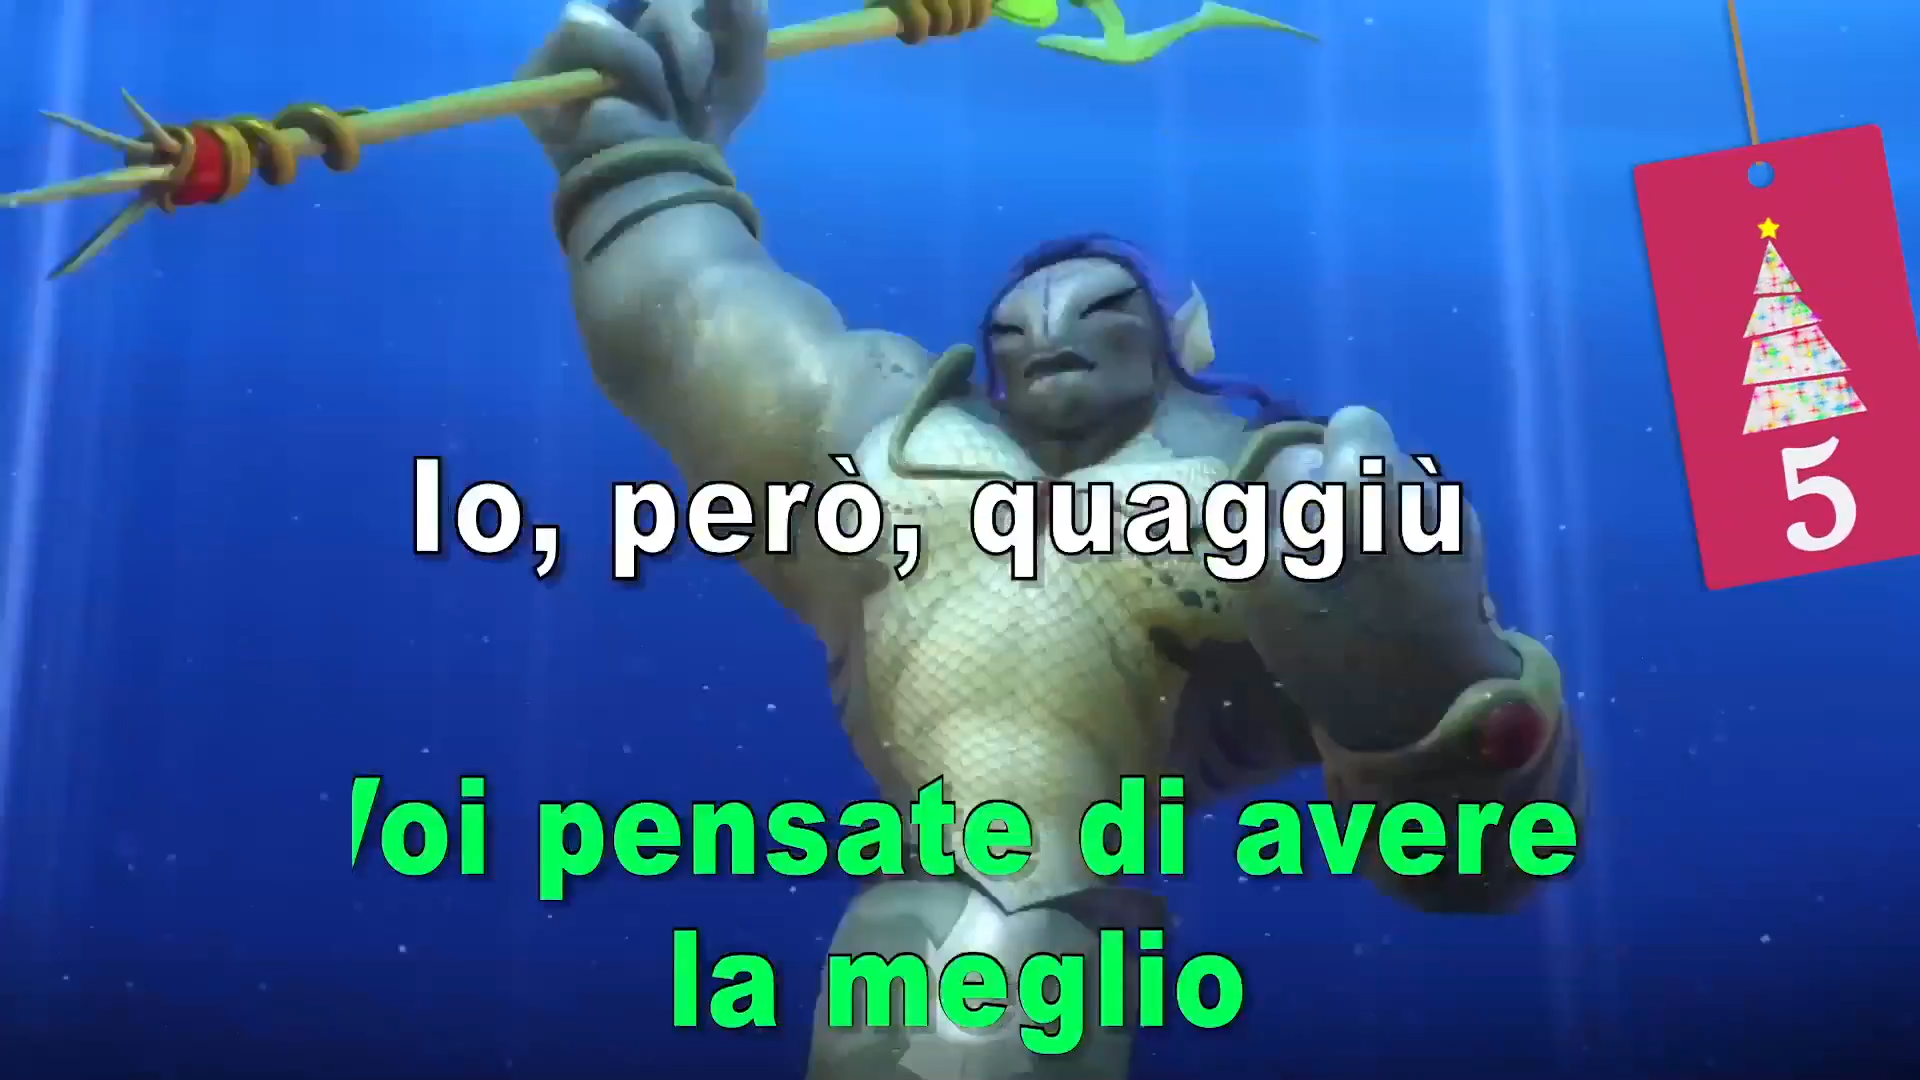 Io, però, quaggiù
Voi pensate di avere
la meglio
5